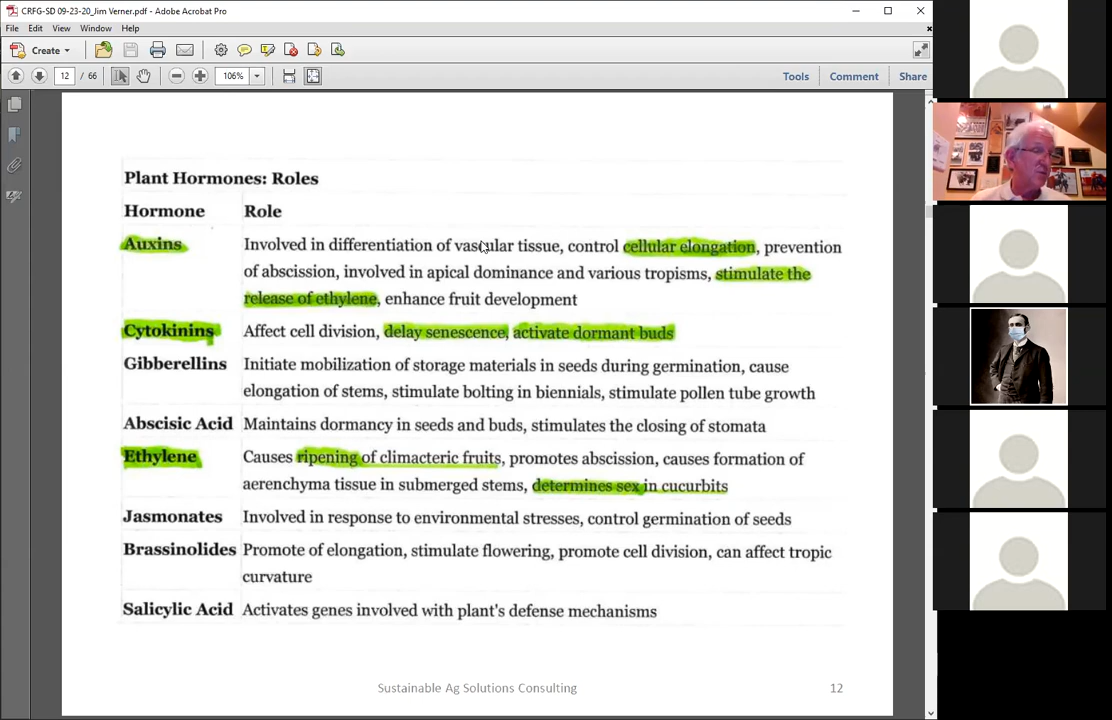 CRFG-SD 09-23-20_Jim Verner.pdf - Adobe Acrobat Pro
File Edit View Window Help
Create
12 / 66 106% Tools Comment Share
Plant Hormones: Roles
Hormone Role
Auxins Involved in differentiation of vascular tissue, control cellular elongation, prevention
of abscission, involved in apical dominance and various tropisms, stimulate the
release of ethylene, enhance fruit development
Cytokinins Affect cell division, delay senescence, activate dormant buds
Gibberellins Initiate mobilization of storage materials in seeds during germination, cause
elongation of stems, stimulate bolting in biennials, stimulate pollen tube growth
Abscisic Acid Maintains dormancy in seeds and buds, stimulates the closing of stomata
Ethylene Causes ripening of climacteric fruits, promotes abscission, causes formation of
aerenchyma tissue in submerged stems, determines sex in cucurbits
Jasmonates Involved in response to environmental stresses, control germination of seeds
Brassinolides Promote of elongation, stimulate flowering, promote cell division, can affect tropic
curvature
Salicylic Acid Activates genes involved with plant's defense mechanisms
Sustainable Ag Solutions Consulting 12